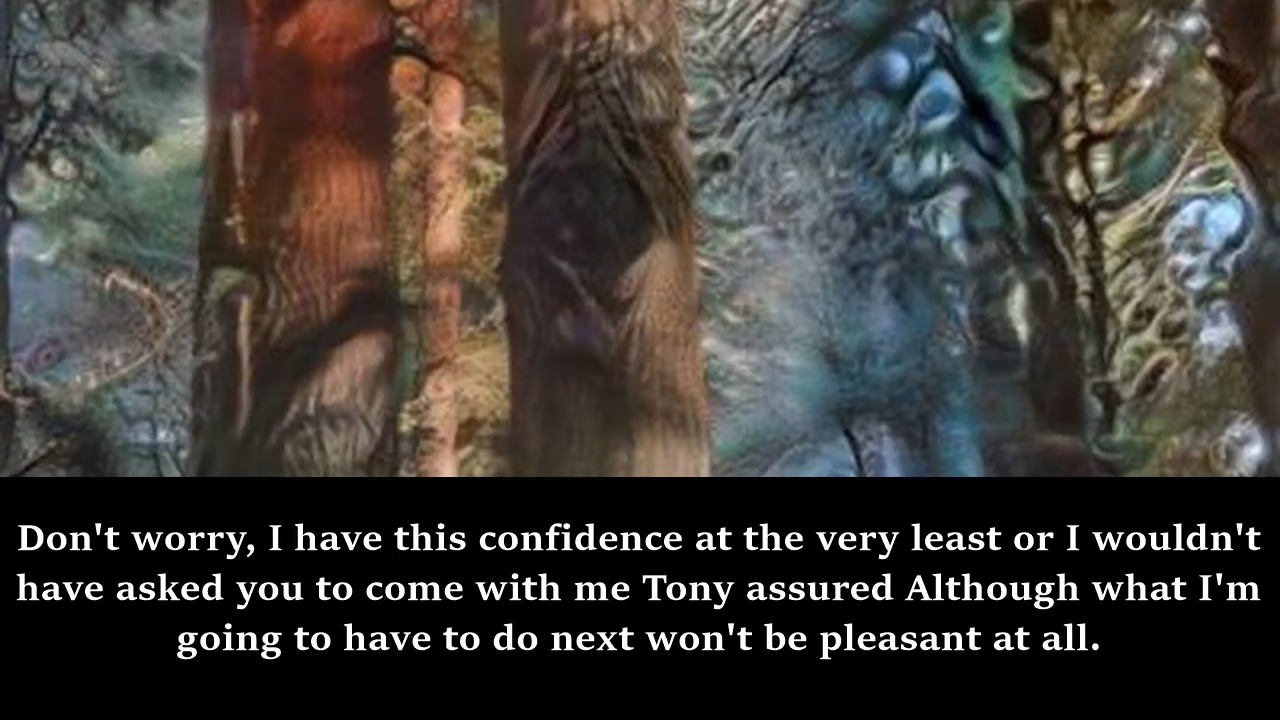 Don't worry, I have this confidence at the very least or I wouldn't
have asked you to come with me Tony assured Although what I'm
going to have to do next won't be pleasant at all.